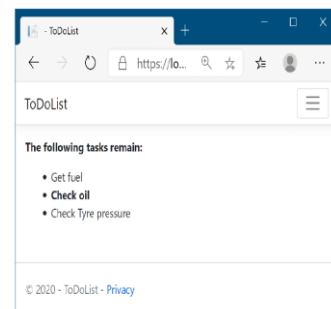 - ToDoList
https://lo...
ToDoList
The following tasks remain:
• Get fuel
• Check oil
• Check Tyre pressure
© 2020 - ToDoList - Privacy